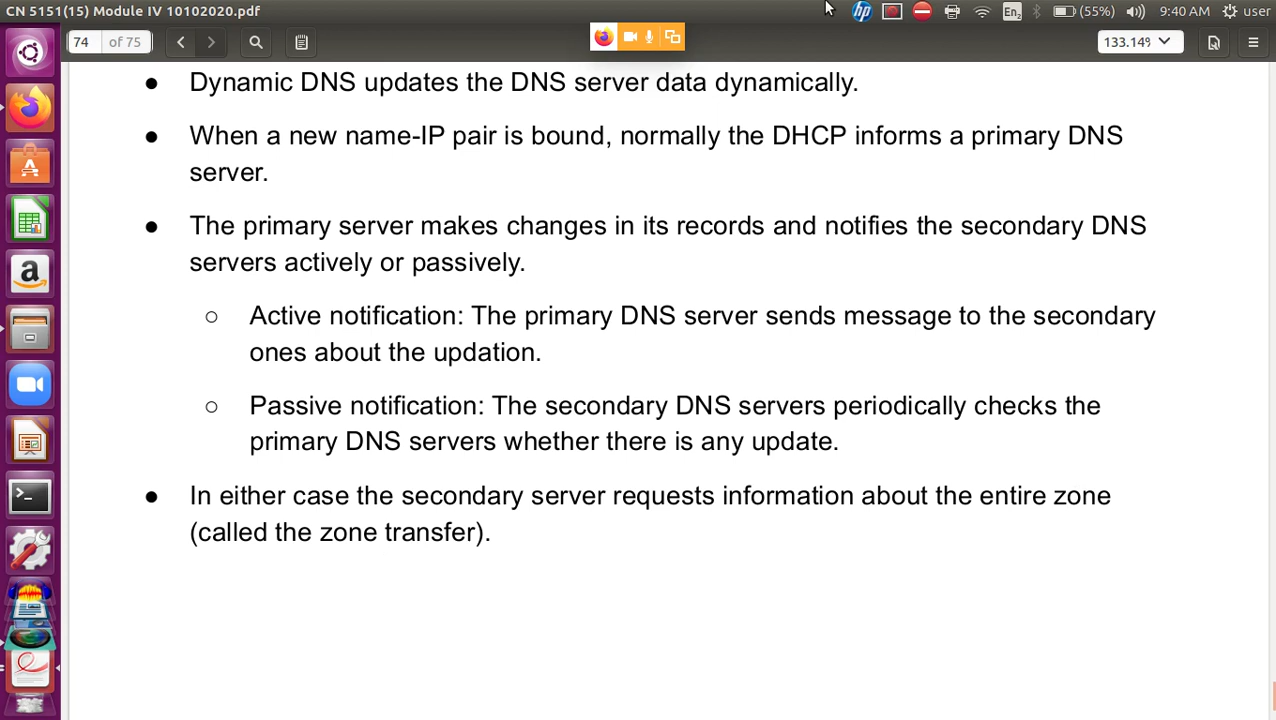 CN 5151(15) Module IV 10102020.pdf
hp En₂ (55%) 9:40 AM user
74 of 75 133.149
● Dynamic DNS updates the DNS server data dynamically.
● When a new name-IP pair is bound, normally the DHCP informs a primary DNS
server.
● The primary server makes changes in its records and notifies the secondary DNS
servers actively or passively.
○ Active notification: The primary DNS server sends message to the secondary
ones about the updation.
○ Passive notification: The secondary DNS servers periodically checks the
primary DNS servers whether there is any update.
● In either case the secondary server requests information about the entire zone
(called the zone transfer).